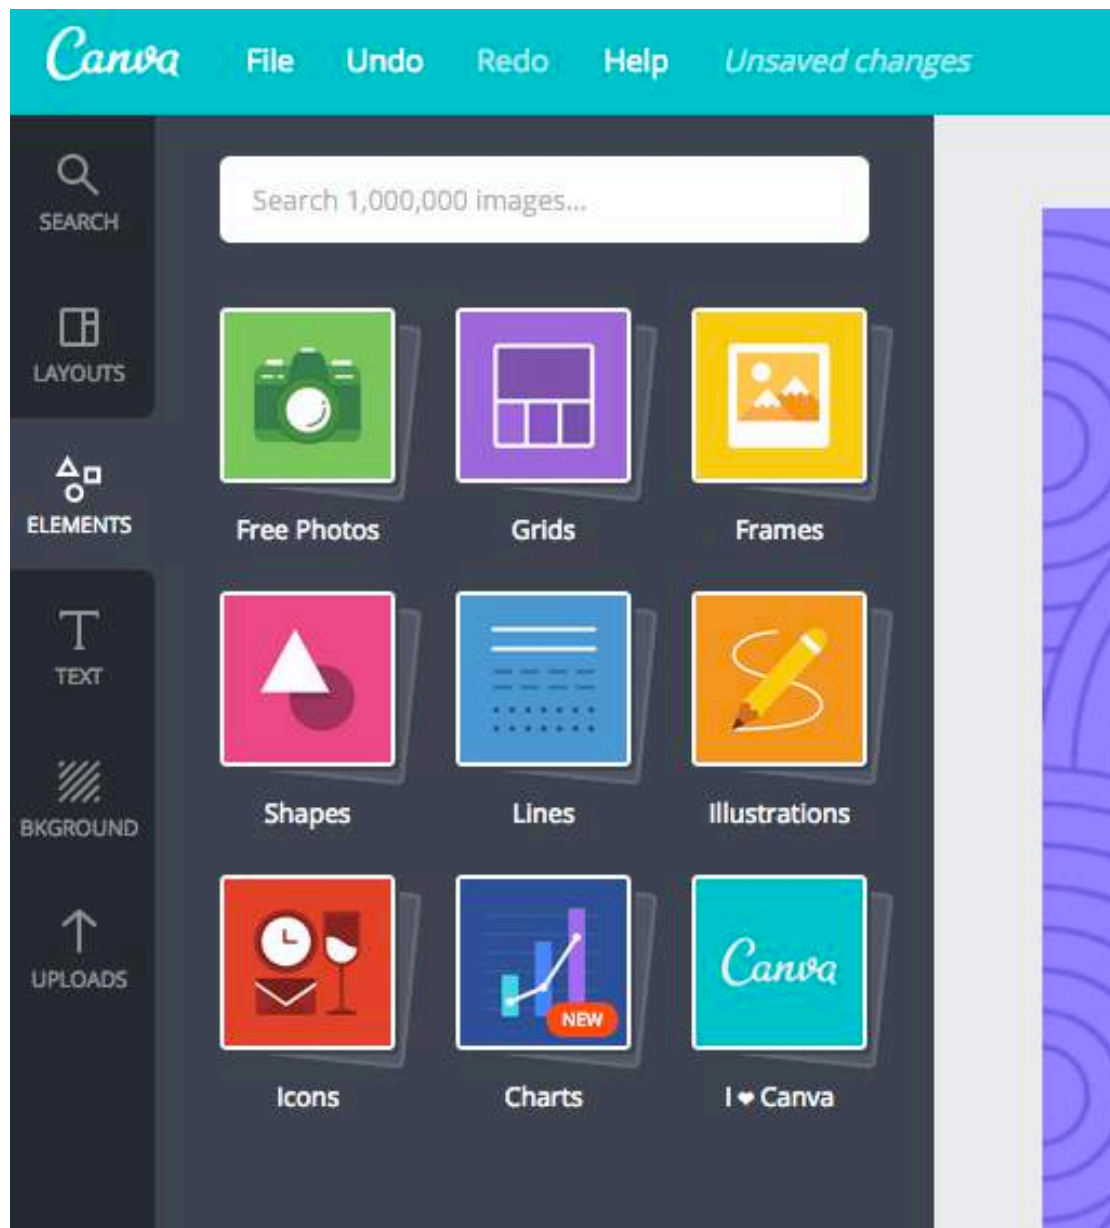 Canva File Undo Redo Help Unsaved changes
SEARCH
LAYOUTS
ELEMENTS
TEXT
BKGROUND
UPLOADS
Search 1,000,000 images...
Free Photos Grids Frames
Shapes Lines Illustrations
NEW
Canva
Icons Charts I ❤ Canva